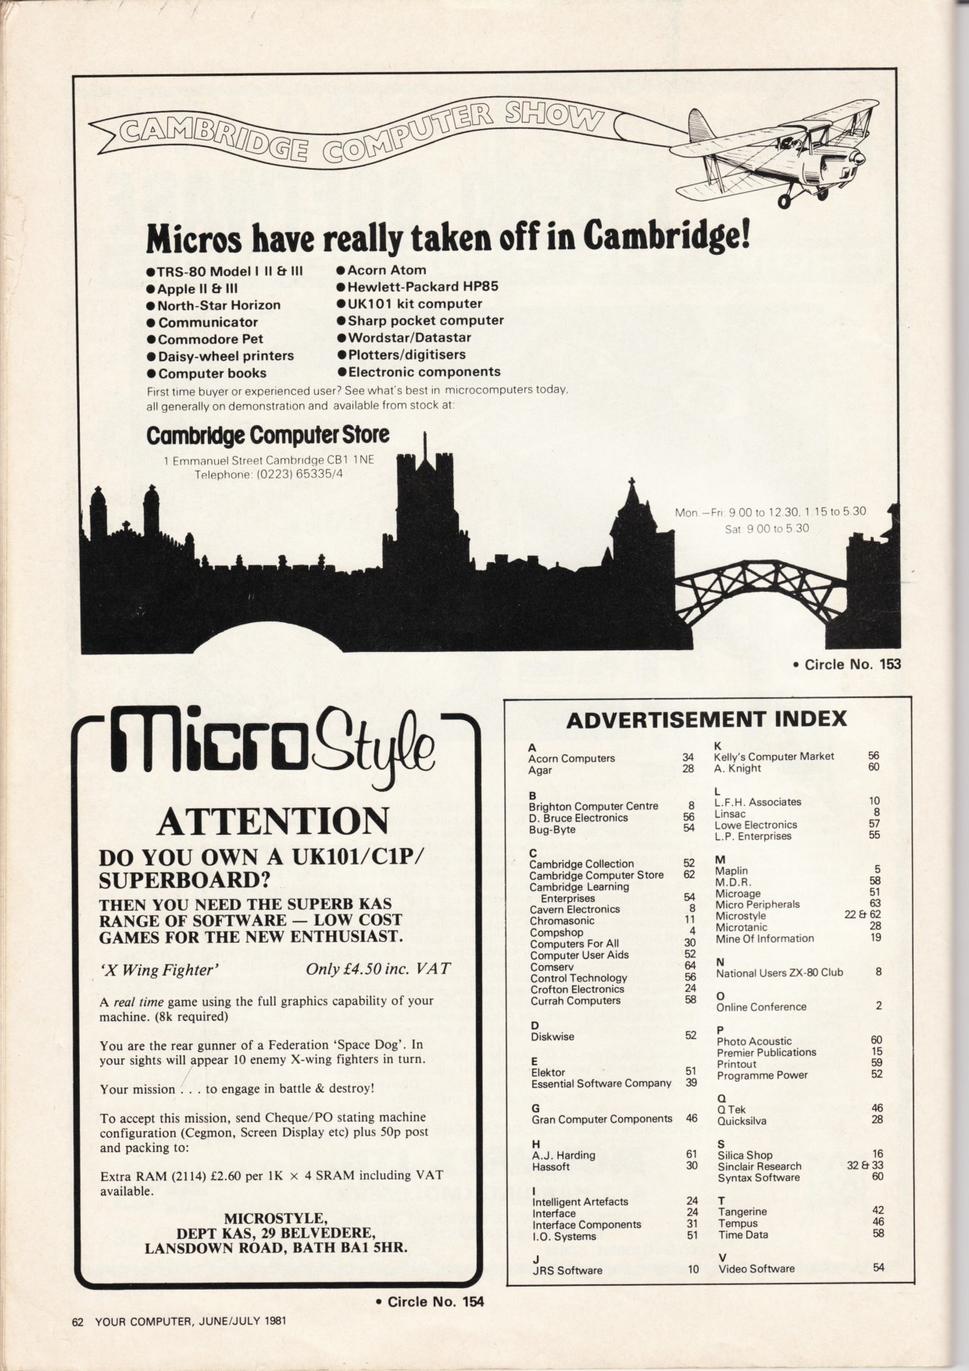 CAMBRIDGE COMPUTER SHOW
Micros have really taken off in Cambridge!
●TRS-80 Model I II & III
●Apple II & III
●North-Star Horizon
●Communicator
●Commodore Pet
●Daisy-wheel printers
●Computer books
●Acorn Atom
●Hewlett-Packard HP85
●UK101 kit computer
●Sharp pocket computer
●Wordstar/Datastar
●Plotters/digitisers
●Electronic components
First time buyer or experienced user? See what's best in microcomputers today,
all generally on demonstration and available from stock at:
Cambridge Computer Store
1 Emmanuel Street Cambridge CB1 1NE
Telephone: (0223) 65335/4
Mon.–Fri. 9.00 to 12.30, 1.15 to 5.30
Sat. 9.00 to 5.30
• Circle No. 153
MicroStyle
ATTENTION
DO YOU OWN A UK101/C1P/
SUPERBOARD?
THEN YOU NEED THE SUPERB KAS
RANGE OF SOFTWARE — LOW COST
GAMES FOR THE NEW ENTHUSIAST.
'X Wing Fighter' Only £4.50 inc. VAT
A real time game using the full graphics capability of your
machine. (8k required)
You are the rear gunner of a Federation 'Space Dog'. In
your sights will appear 10 enemy X-wing fighters in turn.
Your mission . . . to engage in battle & destroy!
To accept this mission, send Cheque/PO stating machine
configuration (Cegmon, Screen Display etc) plus 50p post
and packing to:
Extra RAM (2114) £2.60 per 1K × 4 SRAM including VAT
available.
MICROSTYLE,
DEPT KAS, 29 BELVEDERE,
LANSDOWN ROAD, BATH BA1 5HR.
• Circle No. 154
ADVERTISEMENT INDEX
A
Acorn Computers 34
Agar 28
B
Brighton Computer Centre 8
D. Bruce Electronics 56
Bug-Byte 54
C
Cambridge Collection 52
Cambridge Computer Store 62
Cambridge Learning
Enterprises 54
Cavern Electronics 8
Chromasonic 11
Compshop 4
Computers For All 30
Computer User Aids 52
Comserv 64
Control Technology 56
Crofton Electronics 24
Currah Computers 58
D
Diskwise 52
E
Elektor 51
Essential Software Company 39
G
Gran Computer Components 46
H
A.J. Harding 61
Hassoft 30
I
Intelligent Artefacts 24
Interface 24
Interface Components 31
I.O. Systems 51
J
JRS Software 10
K
Kelly's Computer Market 56
A. Knight 60
L
L.F.H. Associates 10
Linsac 8
Lowe Electronics 57
L.P. Enterprises 55
M
Maplin 5
M.D.R. 58
Microage 51
Micro Peripherals 63
Microstyle 22 & 62
Microtanic 28
Mine Of Information 19
N
National Users ZX-80 Club 8
O
Online Conference 2
P
Photo Acoustic 60
Premier Publications 15
Printout 59
Programme Power 52
Q
Q Tek 46
Quicksilva 28
S
Silica Shop 16
Sinclair Research 32 & 33
Syntax Software 60
T
Tangerine 42
Tempus 46
Time Data 58
V
Video Software 54
62 YOUR COMPUTER, JUNE/JULY 1981